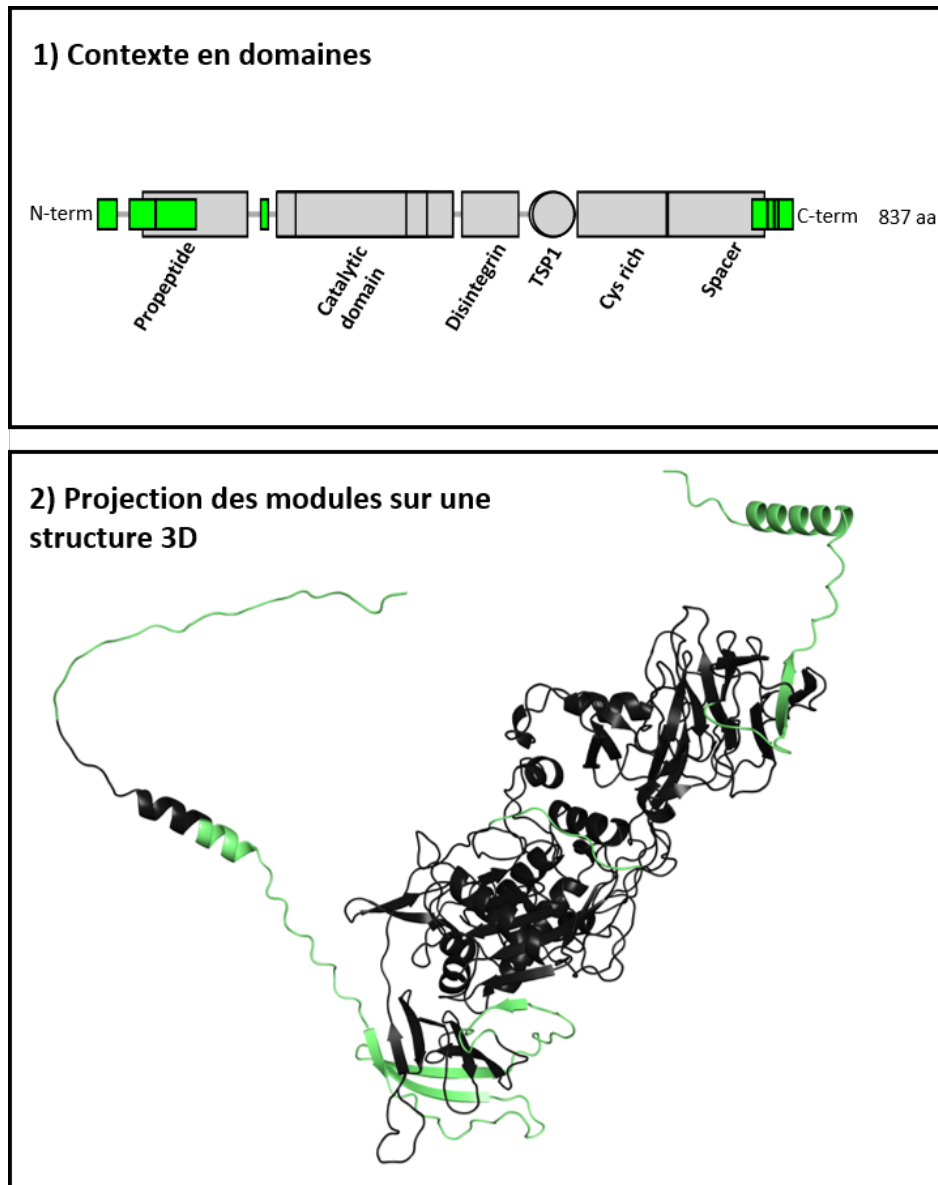 1) Contexte en domaines
N-term
C-term
837 aa
Propeptide
Catalytic
domain
Disintegrin
TSP1
Cys rich
Spacer
2) Projection des modules sur une
structure 3D